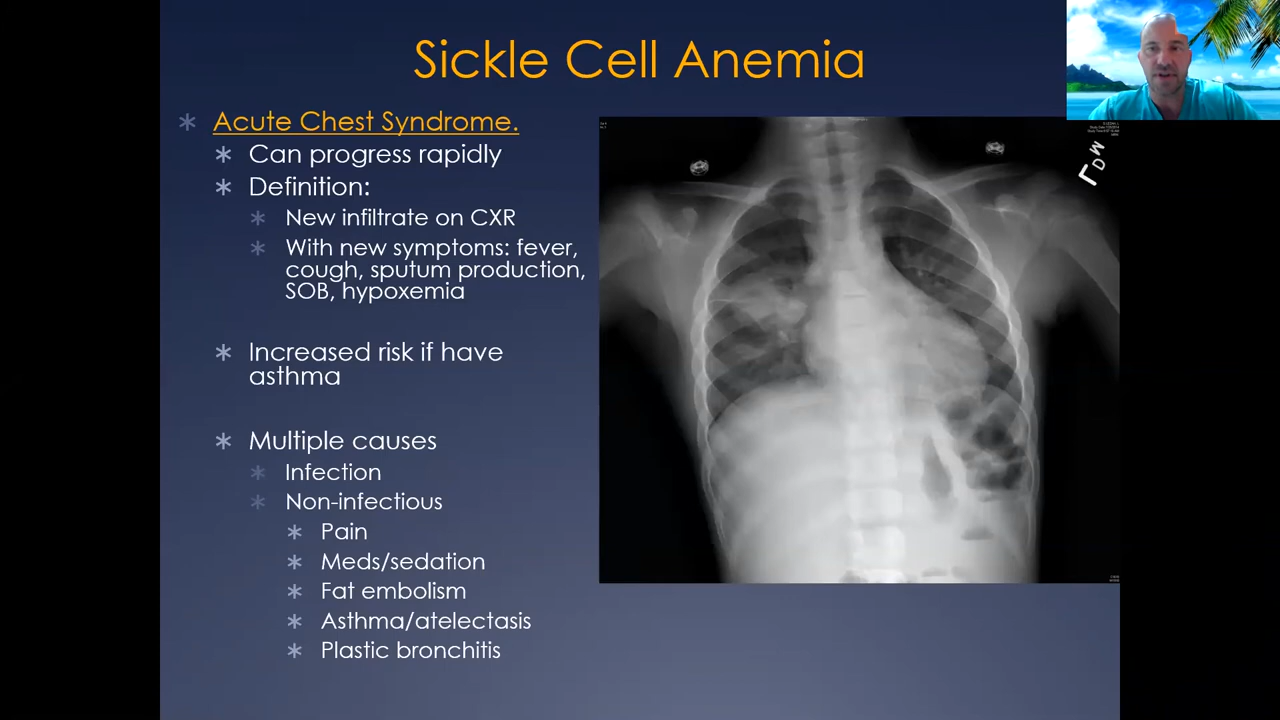 Sickle Cell Anemia
Acute Chest Syndrome.
Can progress rapidly
Definition:
New infiltrate on CXR
With new symptoms: fever,
cough, sputum production,
SOB, hypoxemia
Increased risk if have
asthma
Multiple causes
Infection
Non-infectious
Pain
Meds/sedation
Fat embolism
Asthma/atelectasis
Plastic bronchitis
L DW